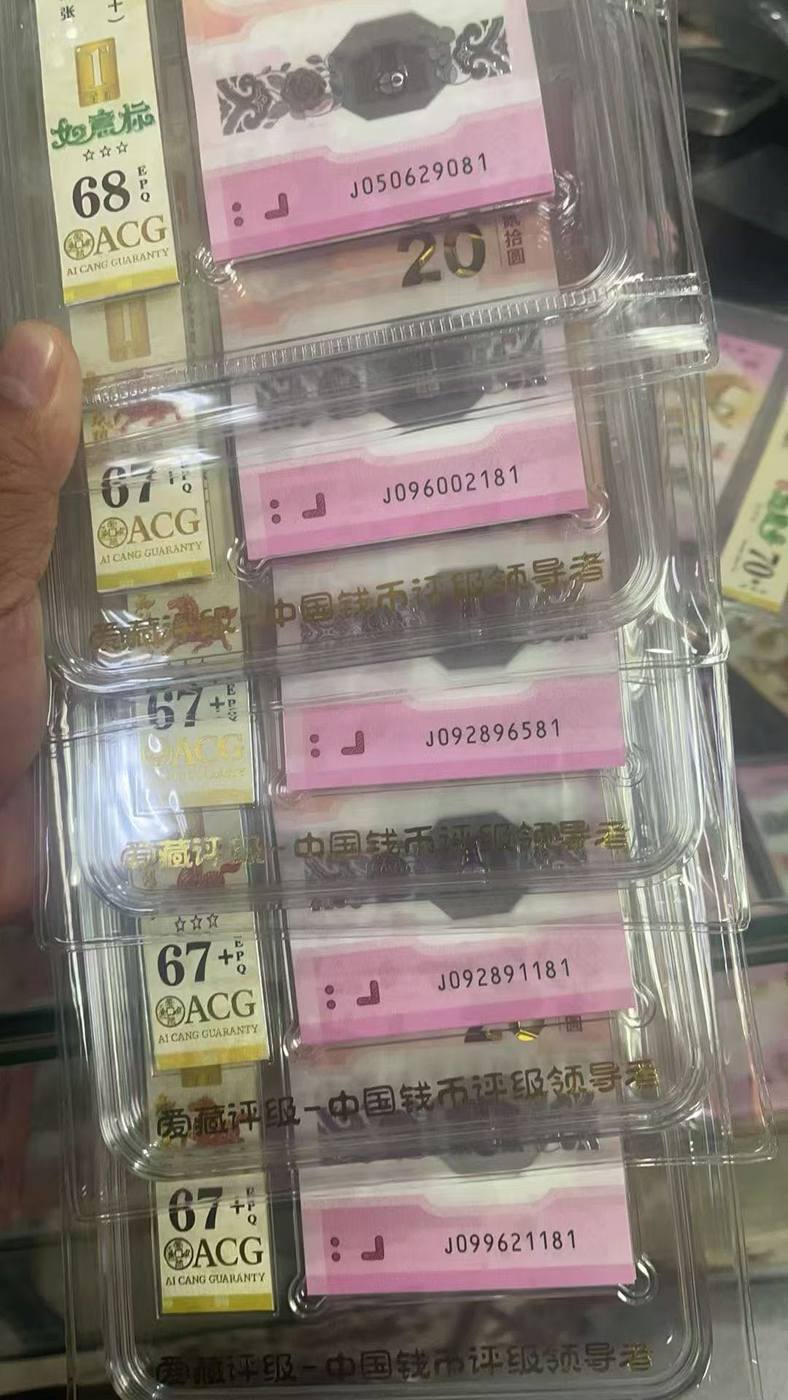 张
+）
如意标
☆☆☆
68 EPQ
ACG
AI CANG GUARANTY
J050629081
20 贰拾圆
67 EPQ
ACG
AI CANG GUARANTY
J096002181
爱藏评级-中国钱币评级领导者
67+ EPQ
ACG
J092896581
爱藏评级-中国钱币评级领导者
☆☆☆
67+ EPQ
ACG
AI CANG GUARANTY
J092891181
爱藏评级-中国钱币评级领导者
67+ EPQ
ACG
AI CANG GUARANTY
J099621181
爱藏评级-中国钱币评级领导者
70